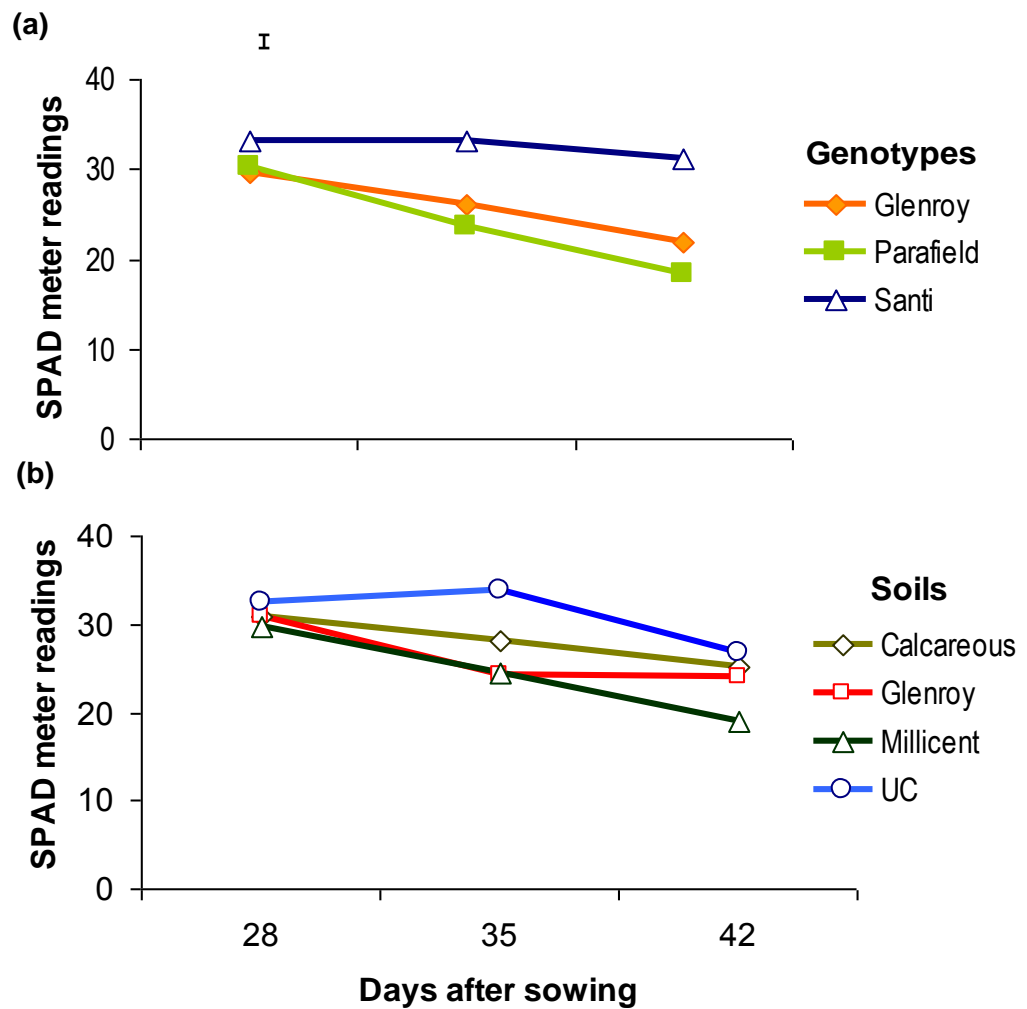 (a)
40
30
20
10
0
SPAD meter readings
Genotypes
Glenroy
Parafield
Santi
(b)
40
30
20
10
0
SPAD meter readings
Soils
Calcareous
Glenroy
Millicent
UC
28 35 42
Days after sowing